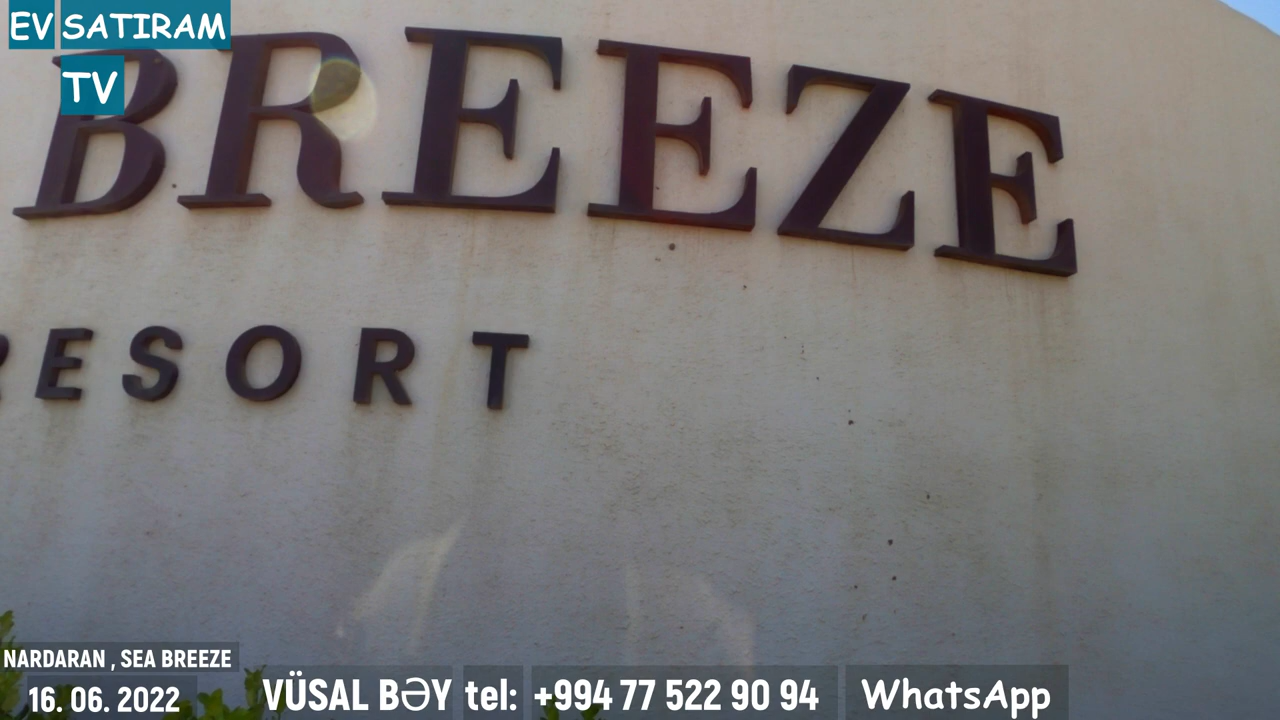 EV SATIRAM
TV
BREEZE
RESORT
NARDARAN , SEA BREEZE
16. 06. 2022
VÜSAL BƏY tel: +994 77 522 90 94 WhatsApp